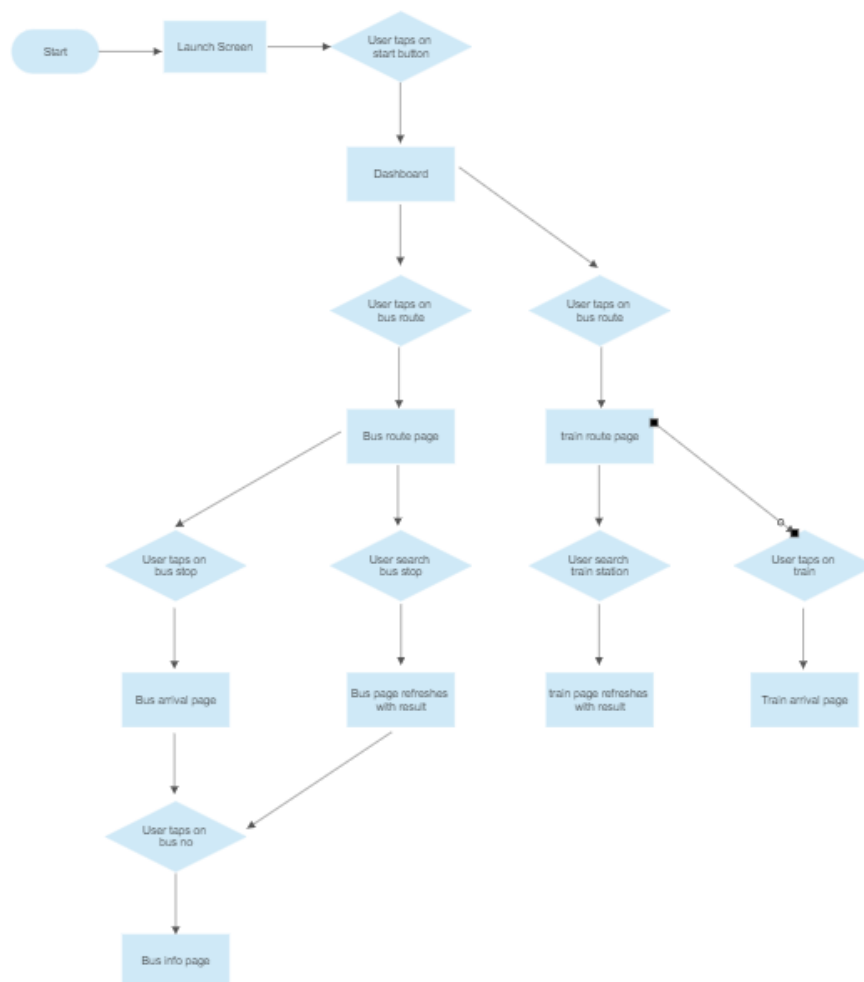 Start
Launch Screen
User taps on
start button
Dashboard
User taps on
bus route
User taps on
bus route
Bus route page
train route page
User taps on
bus stop
User search
bus stop
User search
train station
User taps on
train
Bus arrival page
Bus page refreshes
with result
train page refreshes
with result
Train arrival page
User taps on
bus no
Bus info page